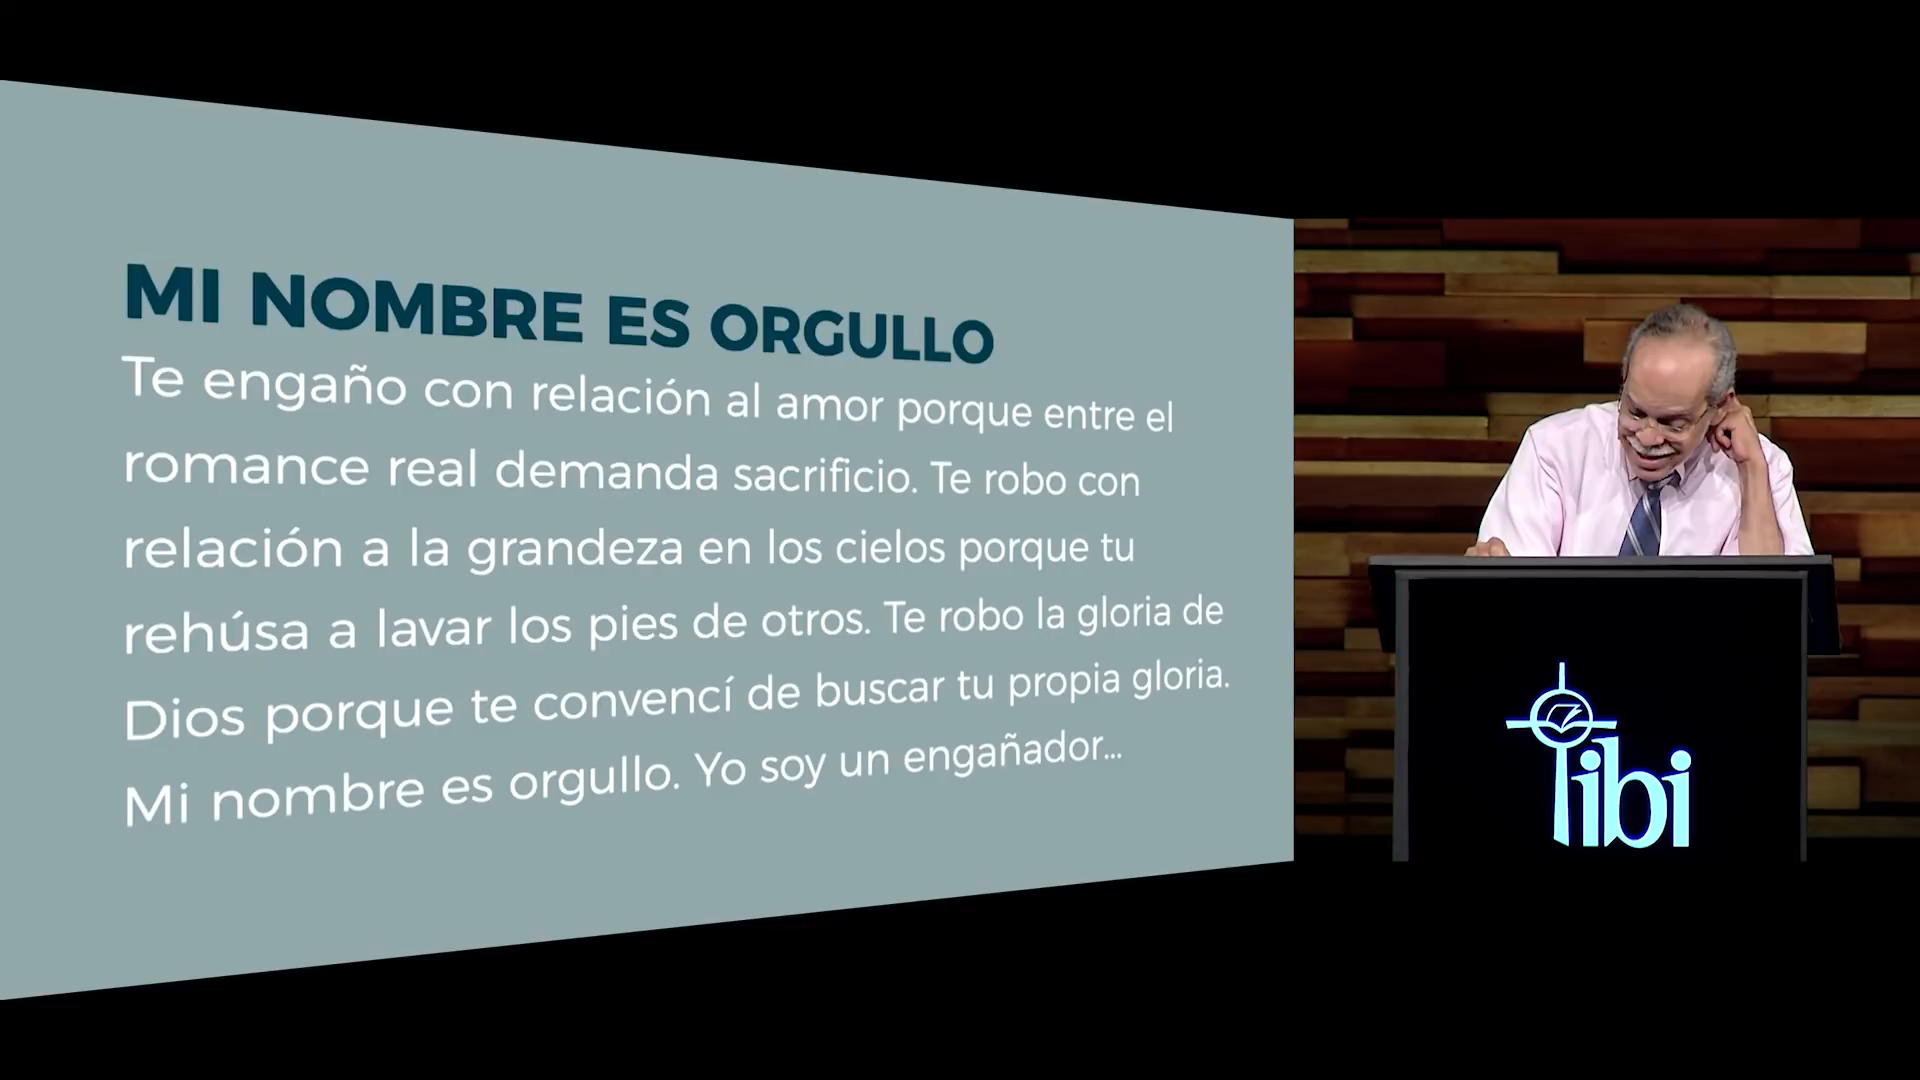 MI NOMBRE ES ORGULLO
Te engaño con relación al amor porque entre el
romance real demanda sacrificio. Te robo con
relación a la grandeza en los cielos porque tu
rehúsa a lavar los pies de otros. Te robo la gloria de
Dios porque te convencí de buscar tu propia gloria.
Mi nombre es orgullo. Yo soy un engañador...
ibi